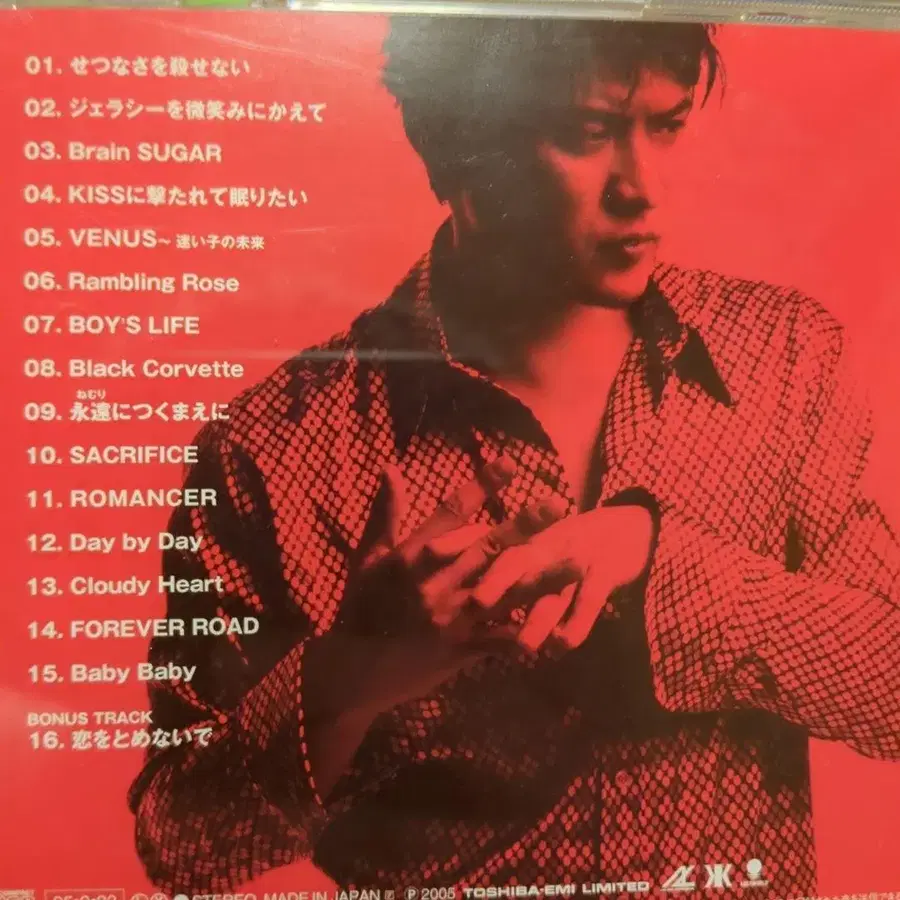 01. せつなさを殺せない
02. ジェラシーを微笑みにかえて
03. Brain SUGAR
04. KISSに撃たれて眠りたい
05. VENUS~ 迷い子の未来
06. Rambling Rose
07. BOY'S LIFE
08. Black Corvette
ねむり
09. 永遠につくまえに
10. SACRIFICE
11. ROMANCER
12. Day by Day
13. Cloudy Heart
14. FOREVER ROAD
15. Baby Baby
BONUS TRACK
16. 恋をとめないで
STEREO MADE IN JAPAN Ⓟ 2005 TOSHIBA-EMI LIMITED